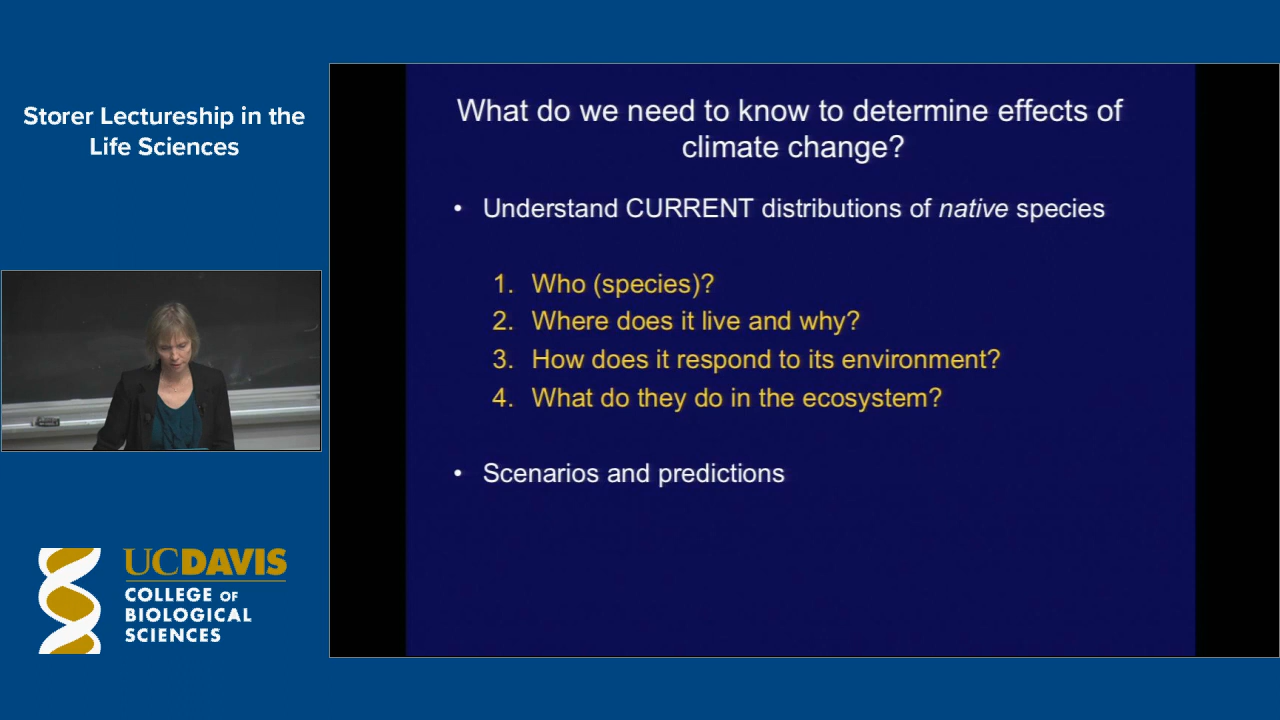 Storer Lectureship in the
Life Sciences
What do we need to know to determine effects of
climate change?
• Understand CURRENT distributions of native species
1. Who (species)?
2. Where does it live and why?
3. How does it respond to its environment?
4. What do they do in the ecosystem?
• Scenarios and predictions
UCDAVIS
COLLEGE OF
BIOLOGICAL
SCIENCES